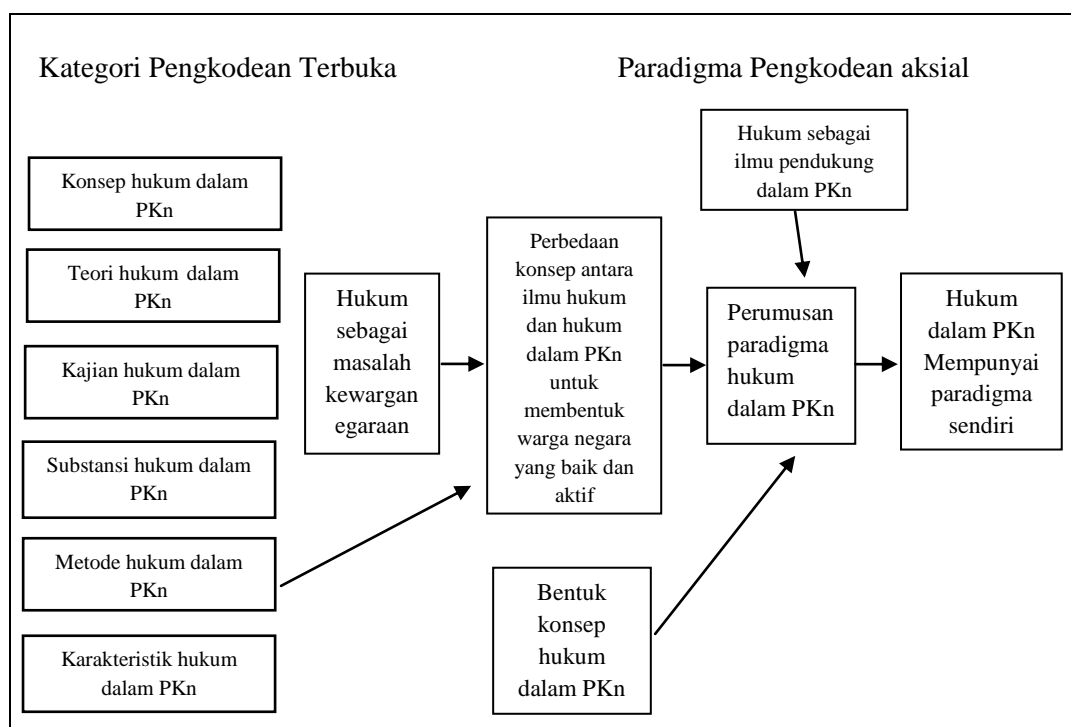 Kategori Pengkodean Terbuka
Paradigma Pengkodean aksial
Konsep hukum dalam
PKn
Teori hukum dalam
PKn
Kajian hukum dalam
PKn
Substansi hukum dalam
PKn
Metode hukum dalam
PKn
Karakteristik hukum
dalam PKn
Hukum
sebagai
masalah
kewargan
egaraan
Perbedaan
konsep antara
ilmu hukum
dan hukum
dalam PKn
untuk
membentuk
warga negara
yang baik dan
aktif
Bentuk
konsep
hukum
dalam PKn
Hukum sebagai
ilmu pendukung
dalam PKn
Perumusan
paradigma
hukum
dalam PKn
Hukum
dalam PKn
Mempunyai
paradigma
sendiri